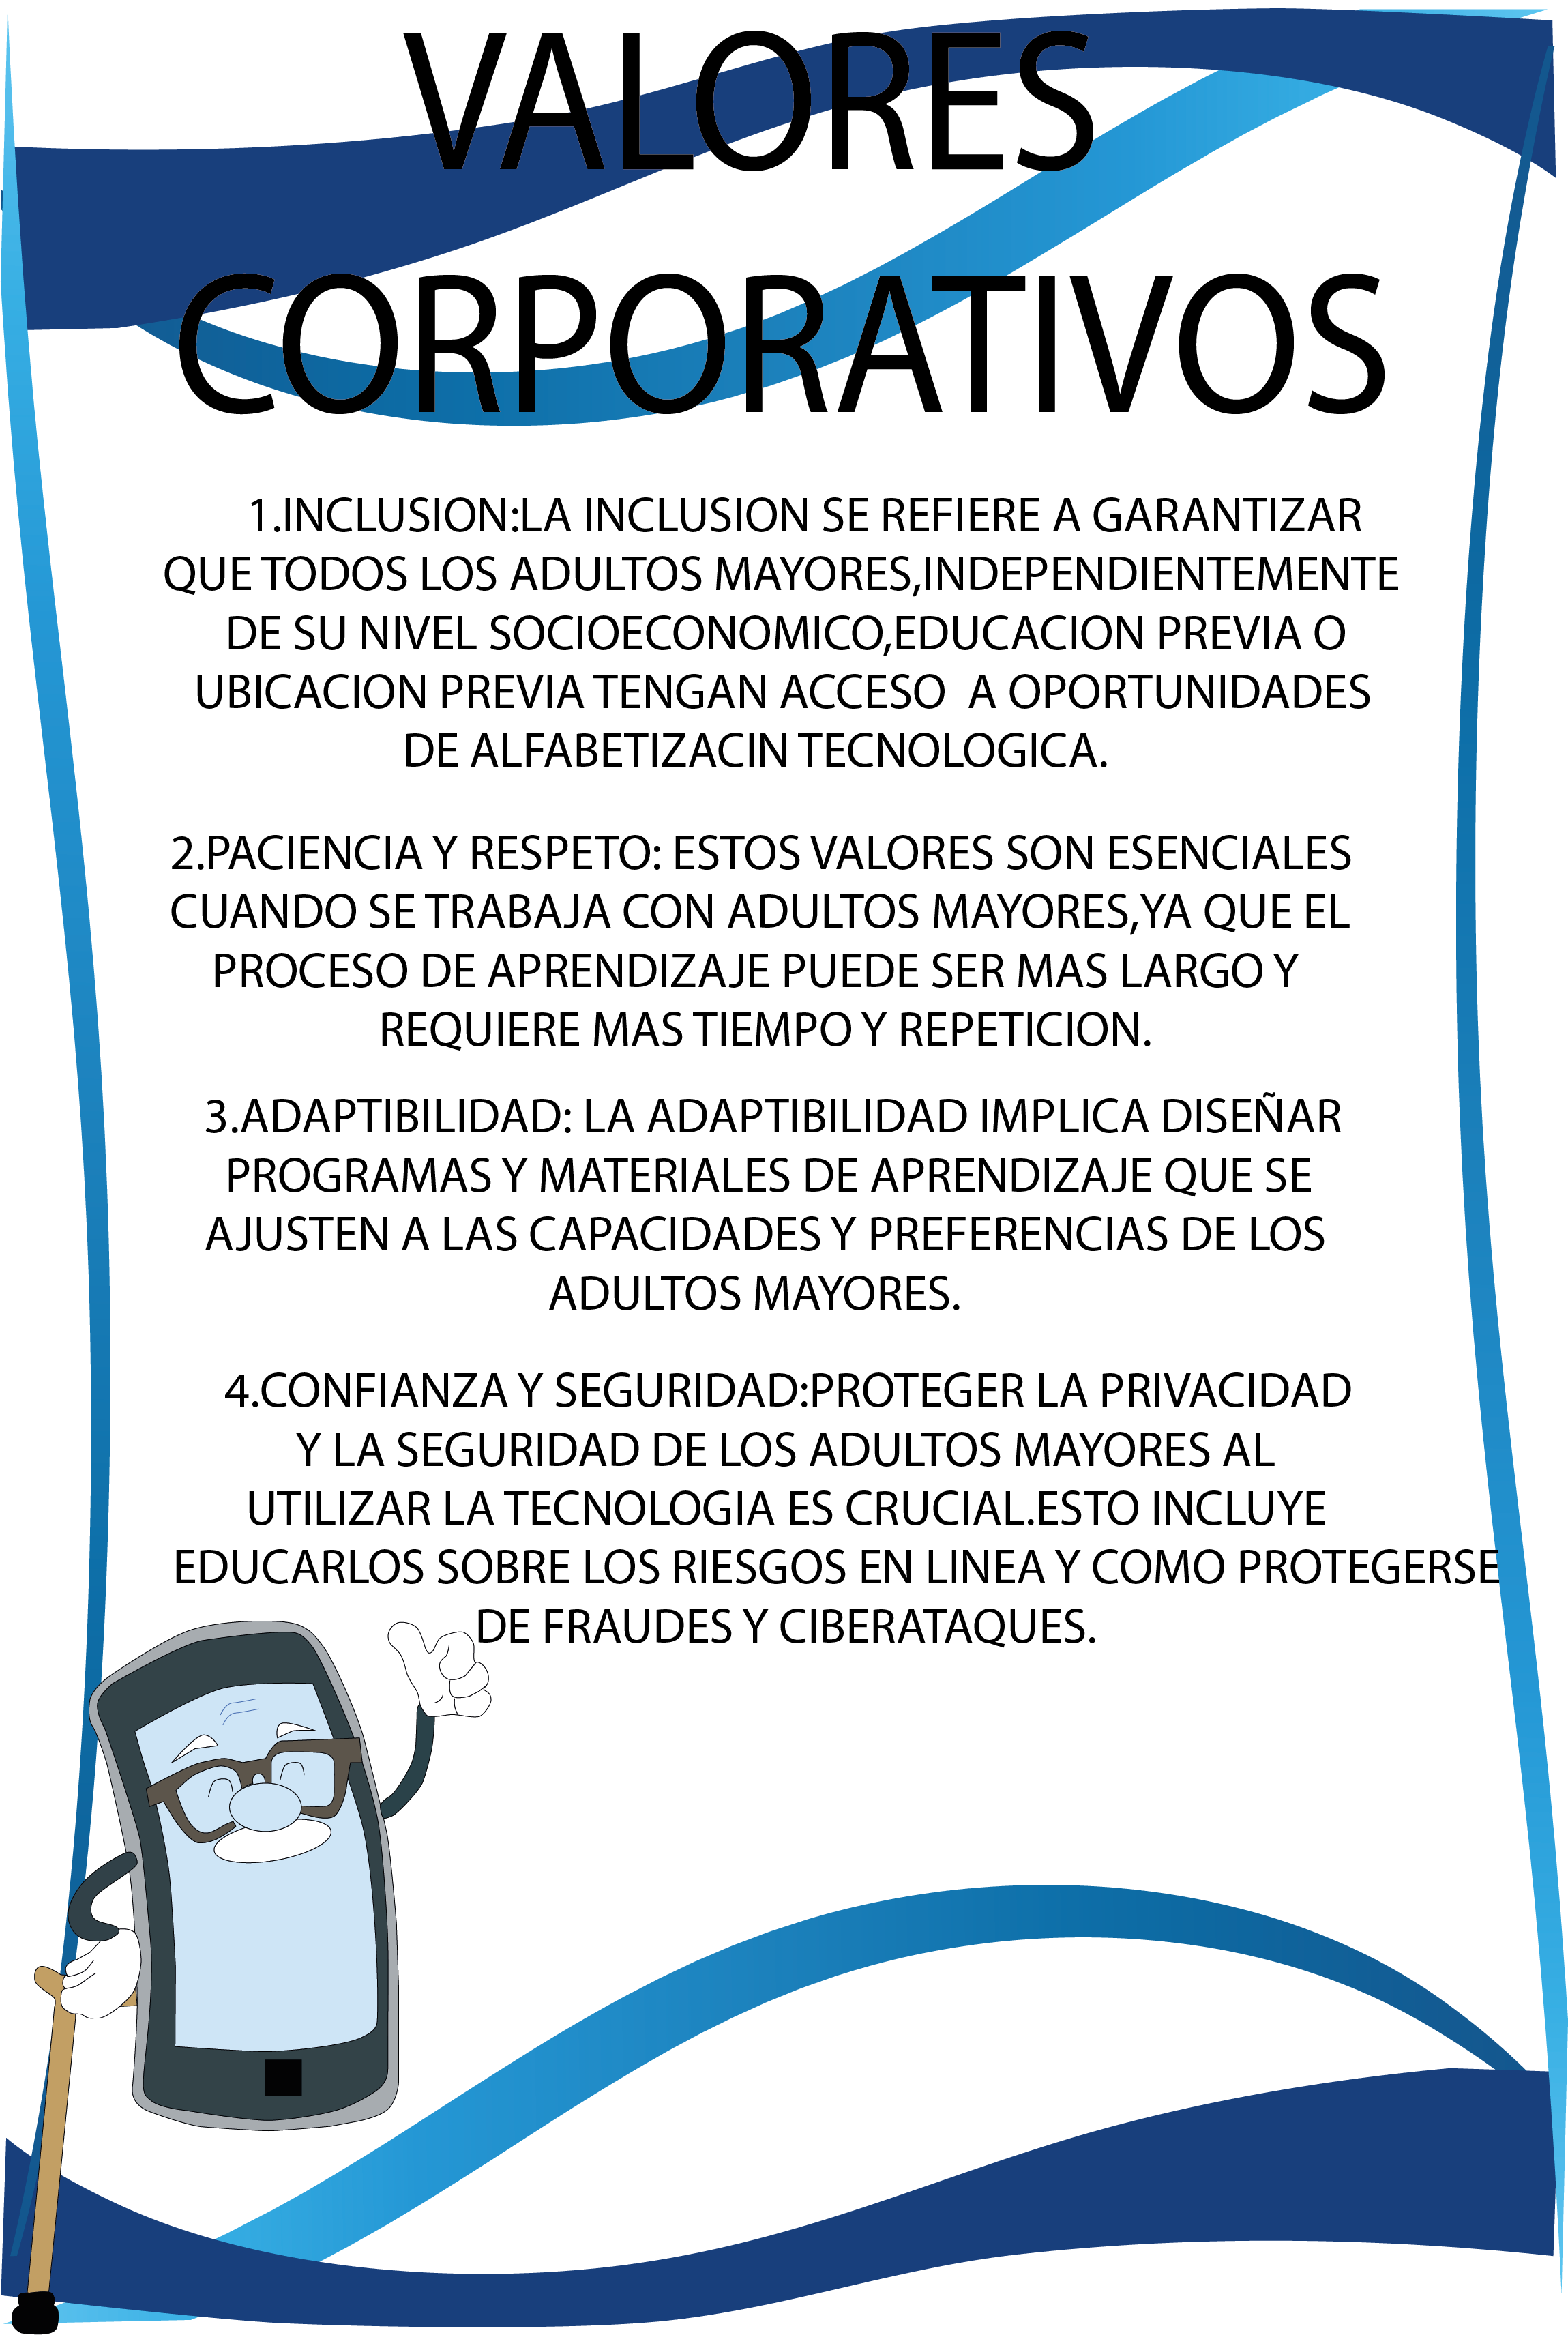 VALORES
CORPORATIVOS
1.INCLUSION:LA INCLUSION SE REFIERE A GARANTIZAR
QUE TODOS LOS ADULTOS MAYORES,INDEPENDIENTEMENTE
DE SU NIVEL SOCIOECONOMICO,EDUCACION PREVIA O
UBICACION PREVIA TENGAN ACCESO  A OPORTUNIDADES
DE ALFABETIZACIN TECNOLOGICA.
2.PACIENCIA Y RESPETO: ESTOS VALORES SON ESENCIALES
CUANDO SE TRABAJA CON ADULTOS MAYORES,YA QUE EL
PROCESO DE APRENDIZAJE PUEDE SER MAS LARGO Y
REQUIERE MAS TIEMPO Y REPETICION.
3.ADAPTIBILIDAD: LA ADAPTIBILIDAD IMPLICA DISEÑAR
PROGRAMAS Y MATERIALES DE APRENDIZAJE QUE SE
AJUSTEN A LAS CAPACIDADES Y PREFERENCIAS DE LOS
ADULTOS MAYORES.
4.CONFIANZA Y SEGURIDAD:PROTEGER LA PRIVACIDAD
Y LA SEGURIDAD DE LOS ADULTOS MAYORES AL
UTILIZAR LA TECNOLOGIA ES CRUCIAL.ESTO INCLUYE
EDUCARLOS SOBRE LOS RIESGOS EN LINEA Y COMO PROTEGERSE
DE FRAUDES Y CIBERATAQUES.